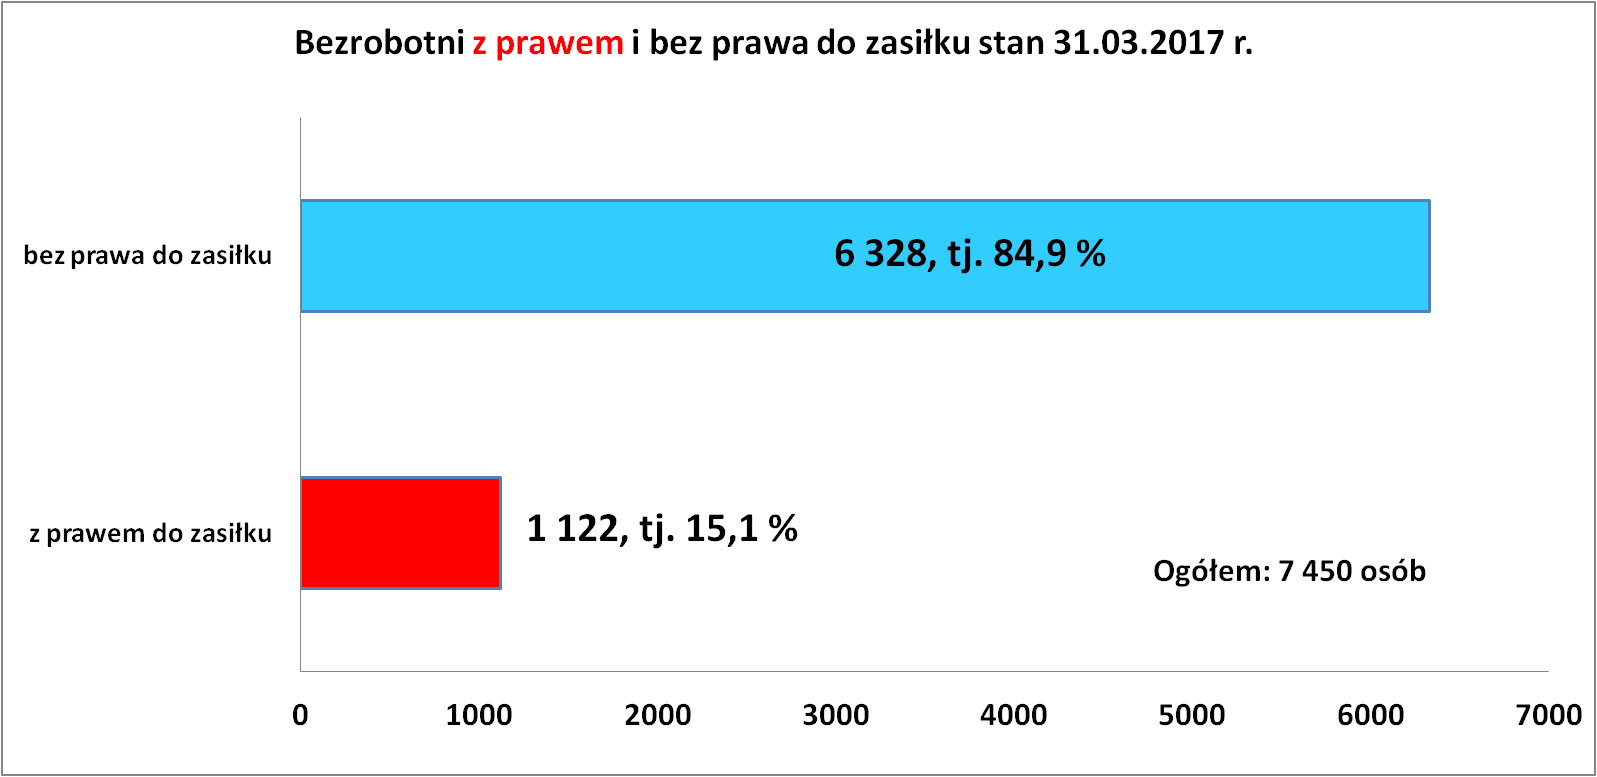 Bezrobotni z prawem i bez prawa do zasiłku stan 31.03.2017 r.
bez prawa do zasiłku
6 328, tj. 84,9 %
z prawem do zasiłku
1 122, tj. 15,1 %
Ogółem: 7 450 osób
0 1000 2000 3000 4000 5000 6000 7000